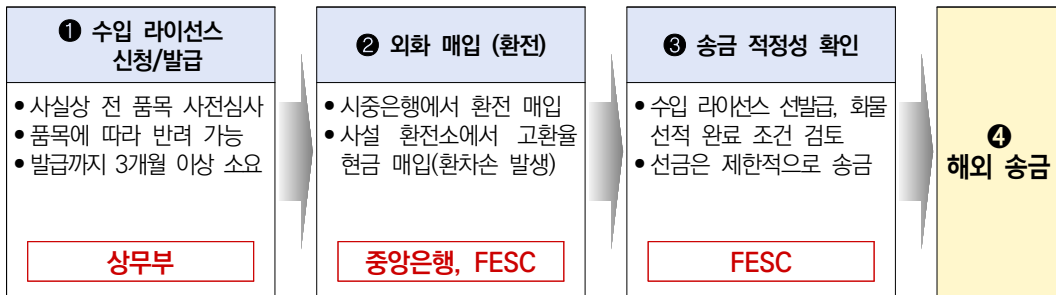 ❶ 수입 라이선스
신청/발급
• 사실상 전 품목 사전심사
• 품목에 따라 반려 가능
• 발급까지 3개월 이상 소요
상무부
❷ 외화 매입 (환전)
• 시중은행에서 환전 매입
• 사설 환전소에서 고환율
현금 매입(환차손 발생)
중앙은행, FESC
❸ 송금 적정성 확인
• 수입 라이선스 선발급, 화물
선적 완료 조건 검토
• 선금은 제한적으로 송금
FESC
❹
해외 송금